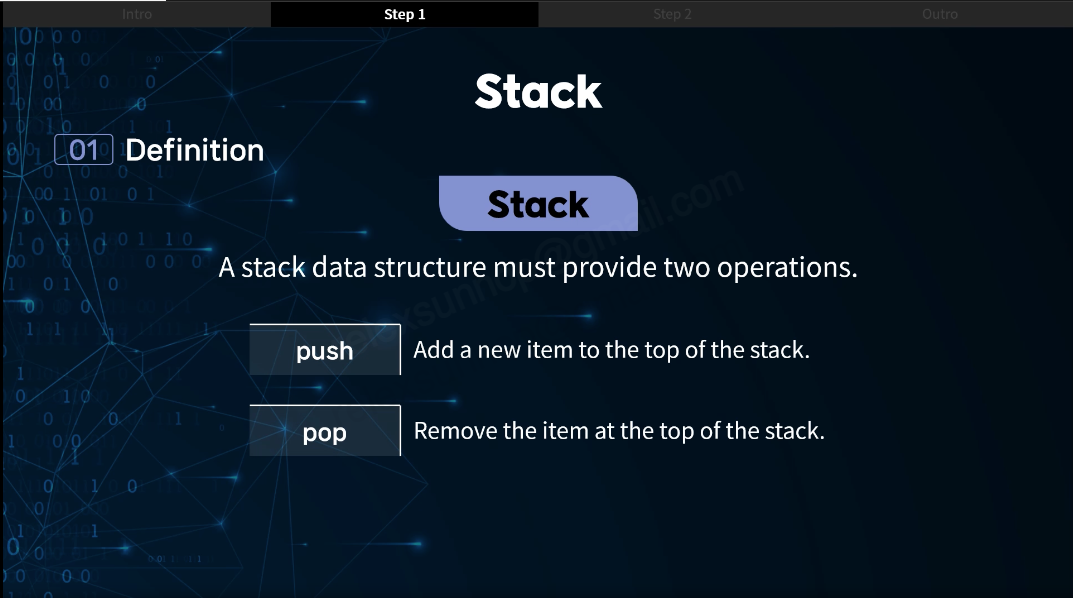 Intro
Step 1
Step 2
Outro
Stack
01 Definition
Stack
A stack data structure must provide two operations.
push
Add a new item to the top of the stack.
pop
Remove the item at the top of the stack.